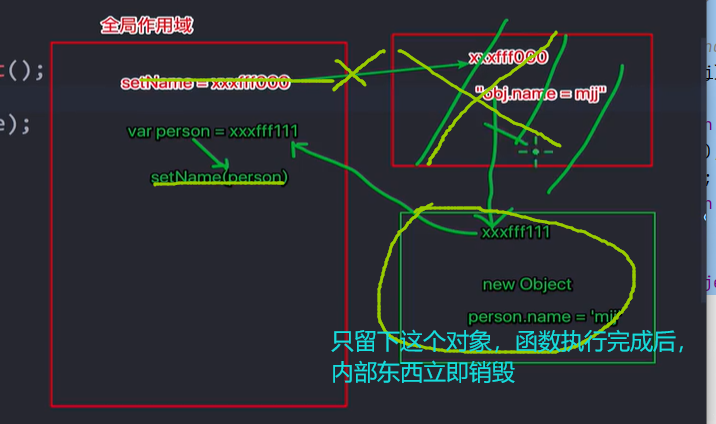 全局作用域
t();
setName = xxxfff000
e);
var person = xxxfff111
setName(person)
xxxfff000
"obj.name = mjj"
xxxfff111
new Object
person.name = 'mjj'
只留下这个对象，函数执行完成后，
内部东西立即销毁